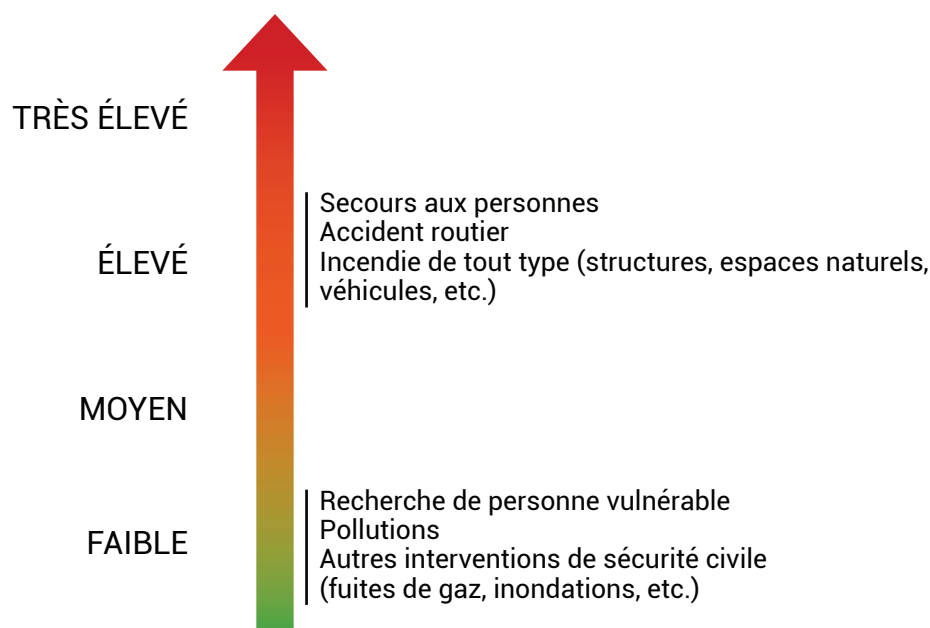 TRÈS ÉLEVÉ
ÉLEVÉ
Secours aux personnes
Accident routier
Incendie de tout type (structures, espaces naturels,
véhicules, etc.)
MOYEN
FAIBLE
Recherche de personne vulnérable
Pollutions
Autres interventions de sécurité civile
(fuites de gaz, inondations, etc.)